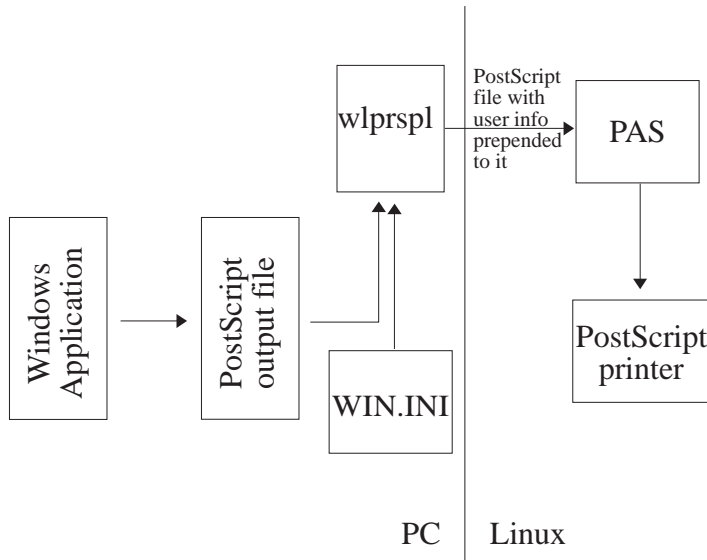 Windows
Application
PostScript
output file
wlprspl
WIN.INI
PostScript
file with
user info
prepended
to it
PAS
PostScript
printer
PC
Linux